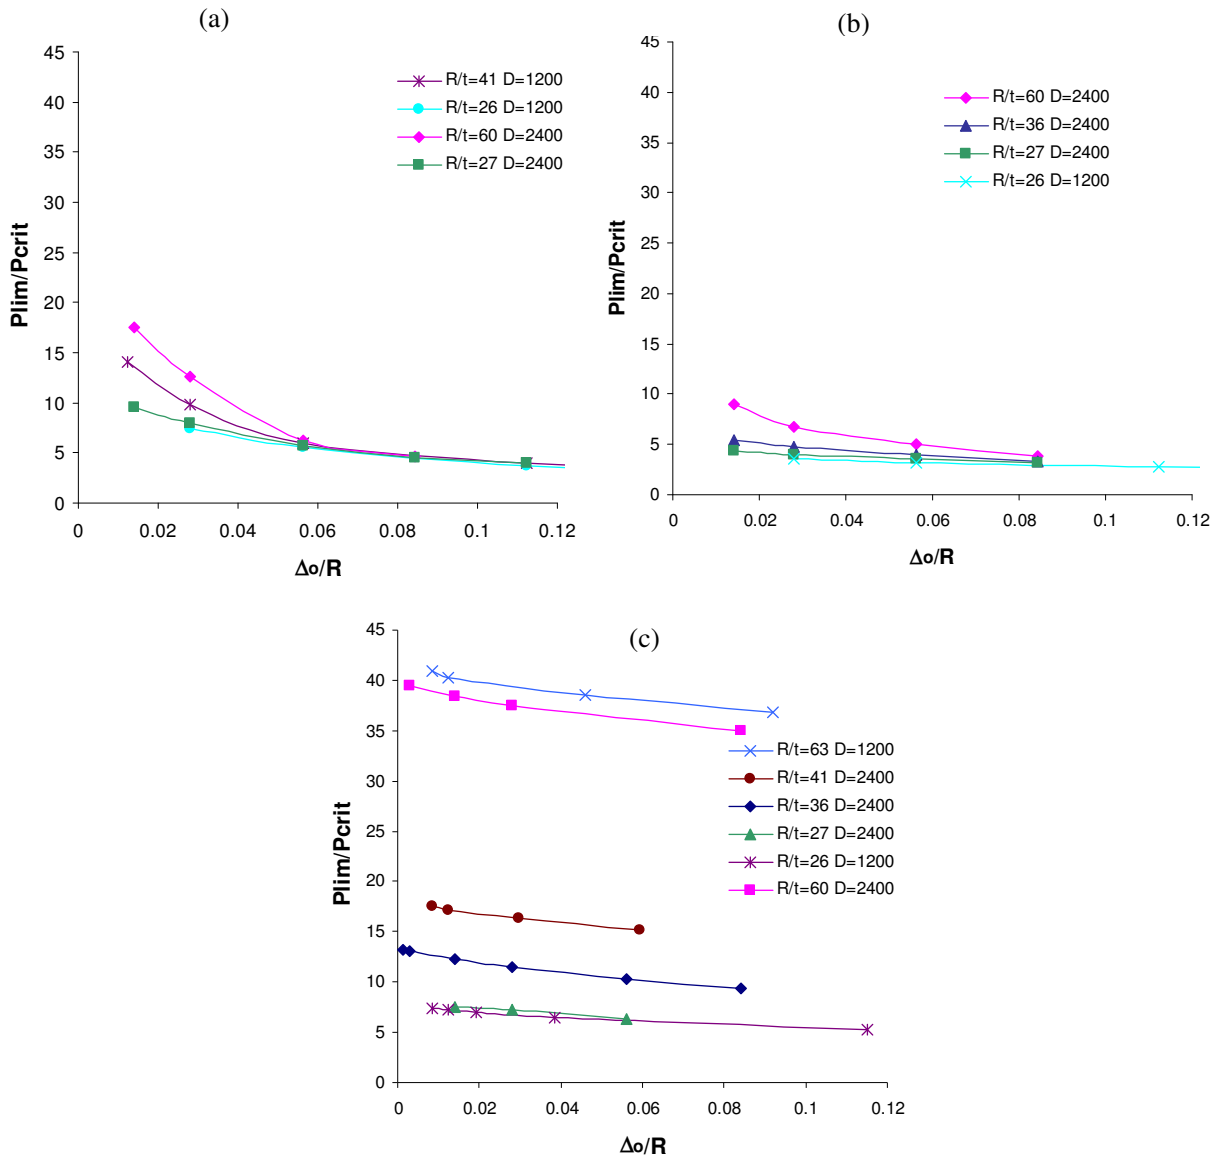 (a)
45
40
35
30
25
20
15
10
5
0
Plim/Pcrit
R/t=41 D=1200
R/t=26 D=1200
R/t=60 D=2400
R/t=27 D=2400
0 0.02 0.04 0.06 0.08 0.1 0.12
Δo/R
(b)
45
40
35
30
25
20
15
10
5
0
Plim/Pcrit
R/t=60 D=2400
R/t=36 D=2400
R/t=27 D=2400
R/t=26 D=1200
0 0.02 0.04 0.06 0.08 0.1 0.12
Δo/R
(c)
45
40
35
30
25
20
15
10
5
0
Plim/Pcrit
R/t=63 D=1200
R/t=41 D=2400
R/t=36 D=2400
R/t=27 D=2400
R/t=26 D=1200
R/t=60 D=2400
0 0.02 0.04 0.06 0.08 0.1 0.12
Δo/R